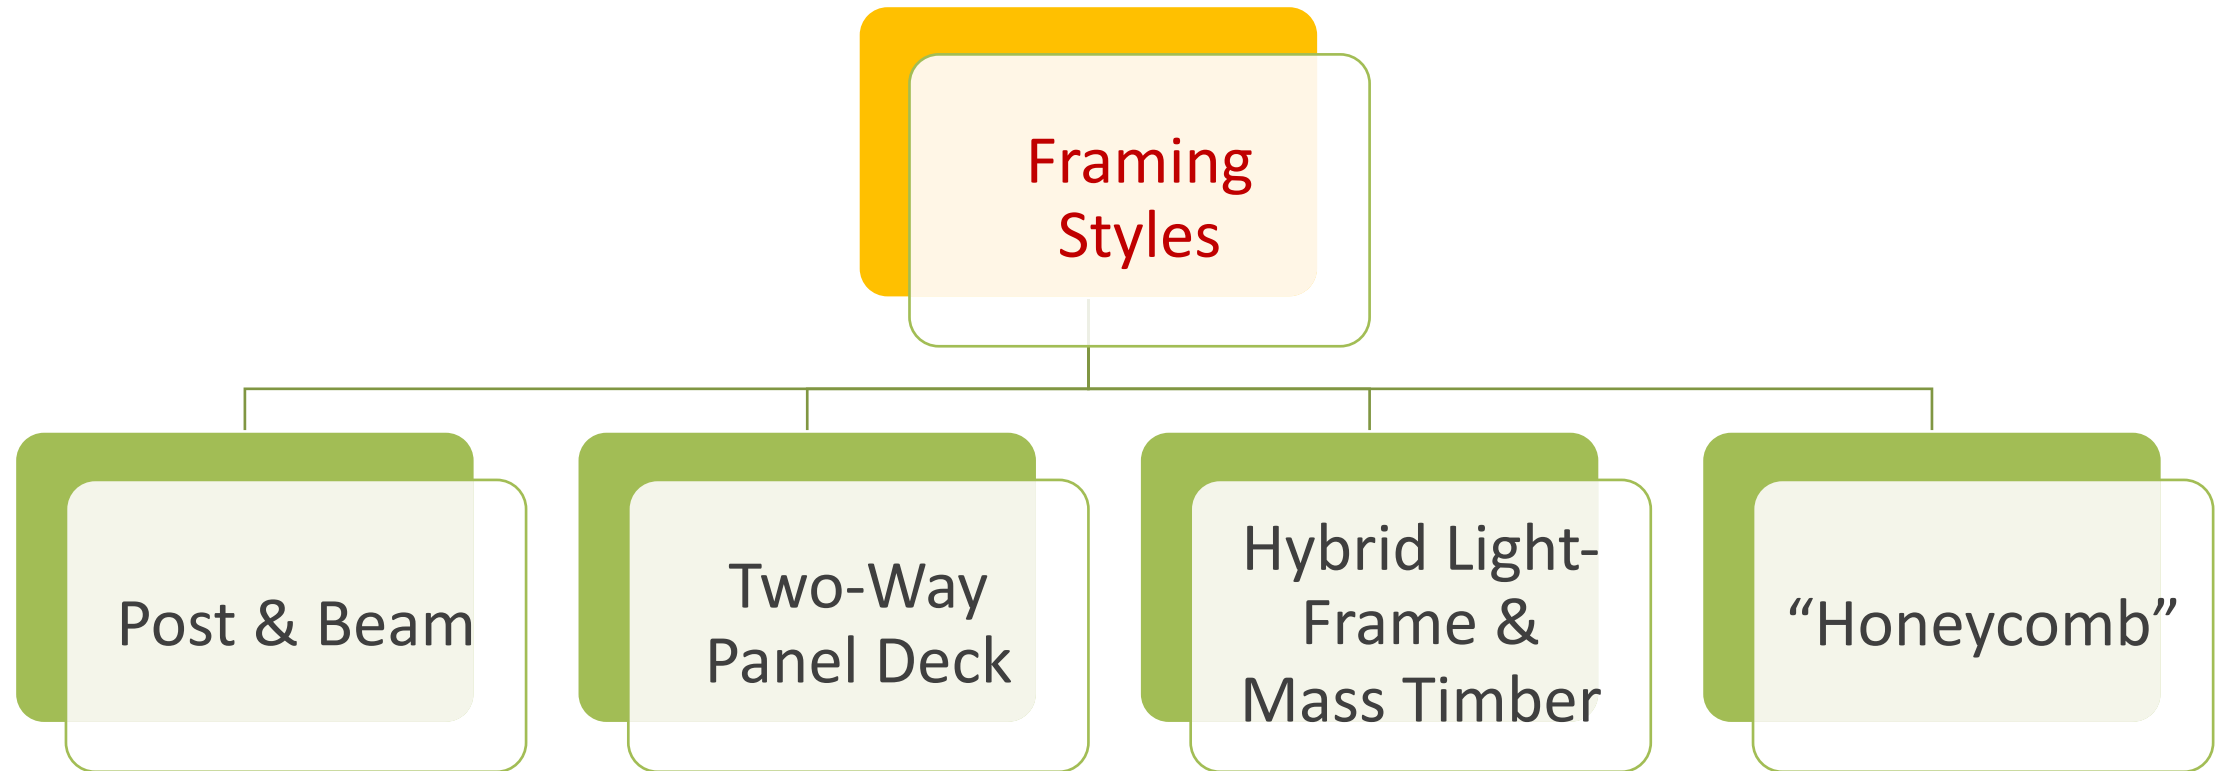 Framing
Styles
Post & Beam
Two-Way
Panel Deck
Hybrid Light-
Frame &
Mass Timber
“Honeycomb”